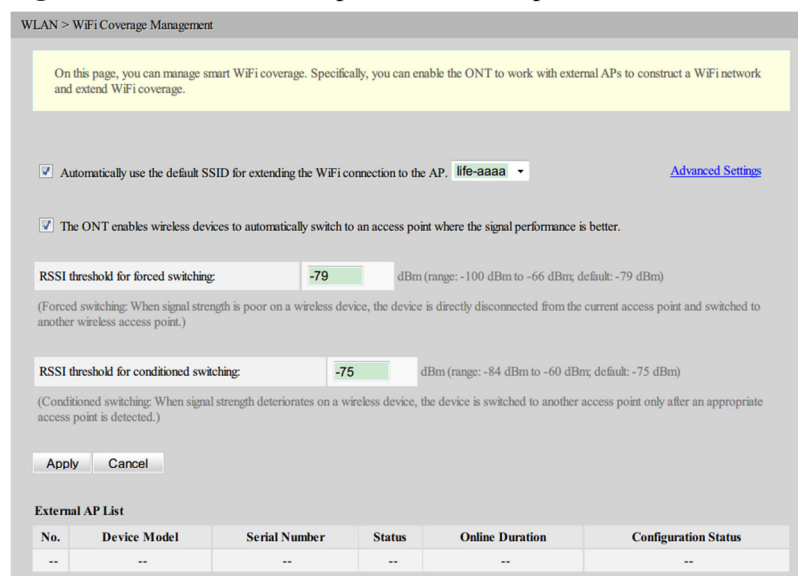 WLAN > WiFi Coverage Management
On this page, you can manage smart WiFi coverage. Specifically, you can enable the ONT to work with external APs to construct a WiFi network
and extend WiFi coverage.
Automatically use the default SSID for extending the WiFi connection to the AP. life-aaaa Advanced Settings
The ONT enables wireless devices to automatically switch to an access point where the signal performance is better.
RSSI threshold for forced switching: -79 dBm (range: -100 dBm to -66 dBm; default: -79 dBm)
(Forced switching: When signal strength is poor on a wireless device, the device is directly disconnected from the current access point and switched to
another wireless access point.)
RSSI threshold for conditioned switching: -75 dBm (range: -84 dBm to -60 dBm; default: -75 dBm)
(Conditioned switching: When signal strength deteriorates on a wireless device, the device is switched to another access point only after an appropriate
access point is detected.)
Apply Cancel
External AP List
No. Device Model Serial Number Status Online Duration Configuration Status
-- -- -- -- -- --